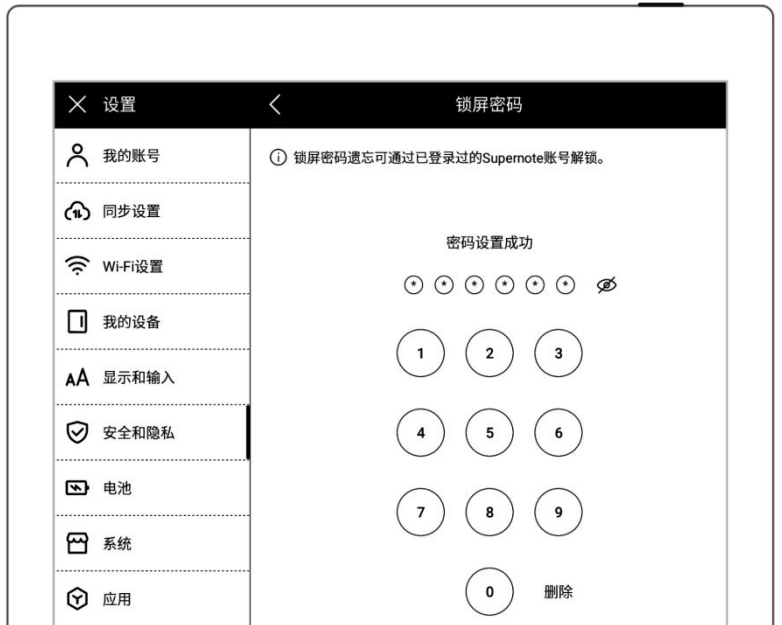 设置
锁屏密码
我的账号
同步设置
Wi-Fi设置
我的设备
AA 显示和输入
安全和隐私
电池
系统
应用
锁屏密码遗忘可通过已登录过的Supernote账号解锁。
密码设置成功
* * * * * *
1 2 3
4 5 6
7 8 9
0 删除